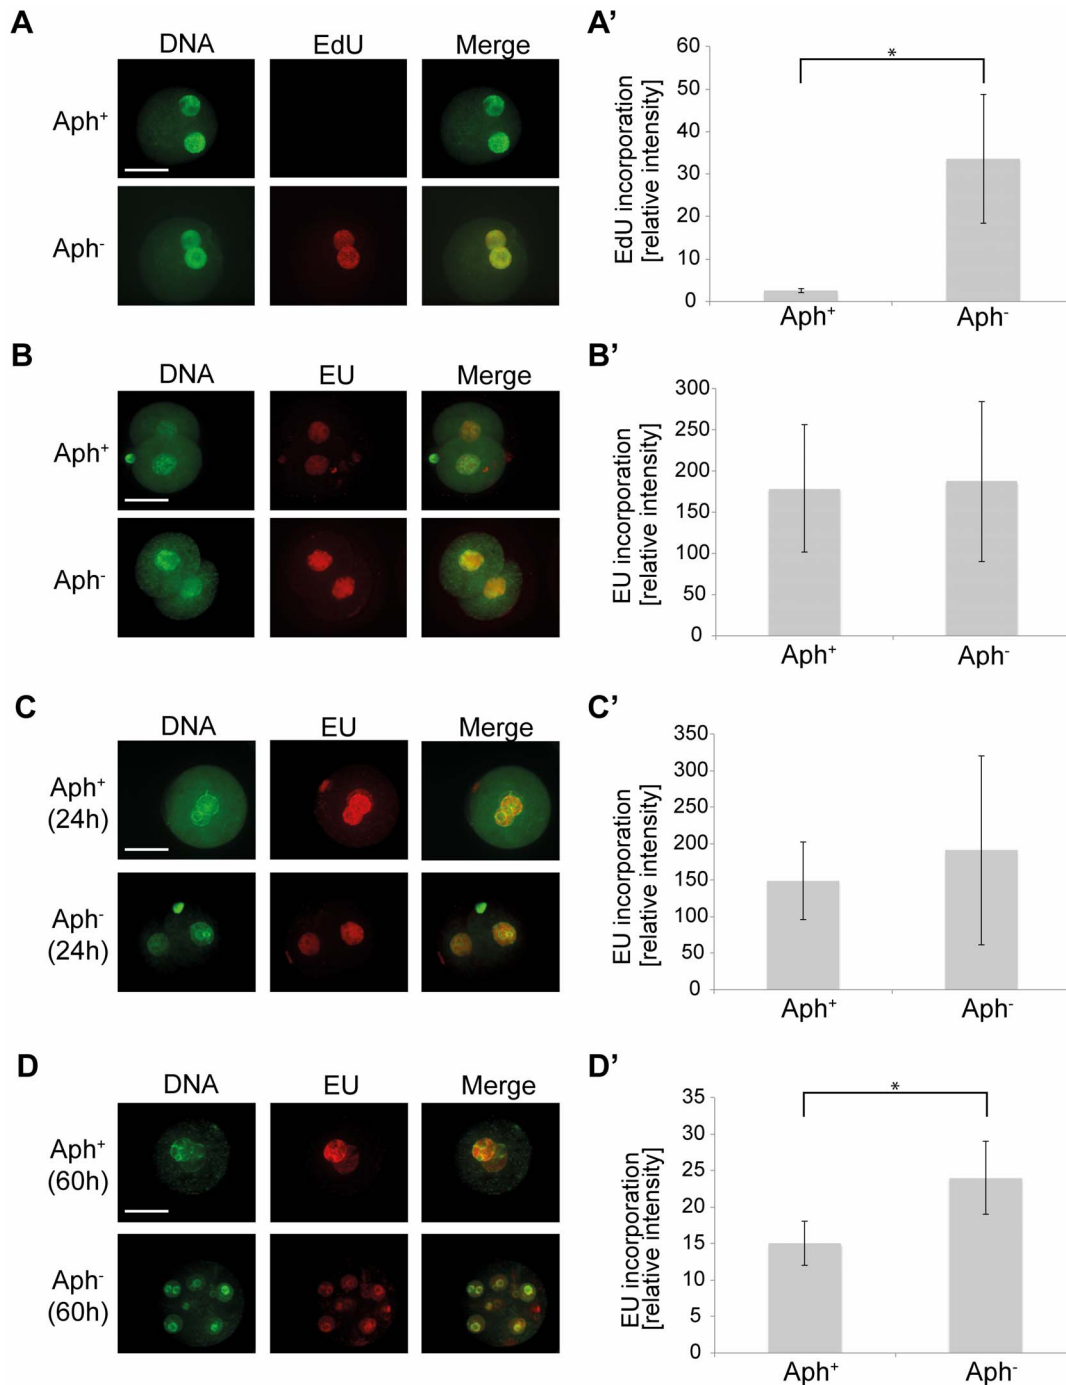 A
DNA EdU Merge
Aph⁺
Aph⁻
A’
EdU incorporation
[relative intensity]
60
50
40
30
20
10
0
*
Aph⁺ Aph⁻
B
DNA EU Merge
Aph⁺
Aph⁻
B’
EU incorporation
[relative intensity]
300
250
200
150
100
50
0
Aph⁺ Aph⁻
C
DNA EU Merge
Aph⁺
(24h)
Aph⁻
(24h)
C’
EU incorporation
[relative intensity]
350
300
250
200
150
100
50
0
Aph⁺ Aph⁻
D
DNA EU Merge
Aph⁺
(60h)
Aph⁻
(60h)
D’
EU incorporation
[relative intensity]
35
30
25
20
15
10
5
0
*
Aph⁺ Aph⁻